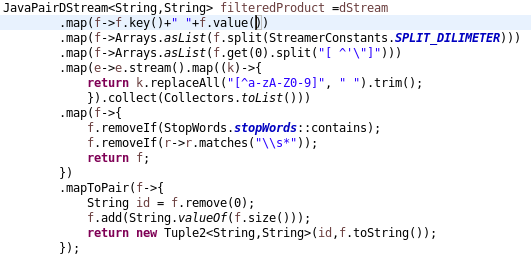 JavaPairDStream<String,String> filteredProduct =dStream
.map(f->f.key()+" "+f.value())
.map(f->Arrays.asList(f.split(StreamerConstants.SPLIT_DILIMETER)))
.map(f->Arrays.asList(f.get(0).split("[ ^'\"]")))
.map(e->e.stream().map((k)->{
return k.replaceAll("[^a-zA-Z0-9]", " ").trim();
}).collect(Collectors.toList()))
.map(f->{
f.removeIf(StopWords.stopWords::contains);
f.removeIf(r->r.matches("\\s*"));
return f;
})
.mapToPair(f->{
String id = f.remove(0);
f.add(String.valueOf(f.size()));
return new Tuple2<String,String>(id,f.toString());
});